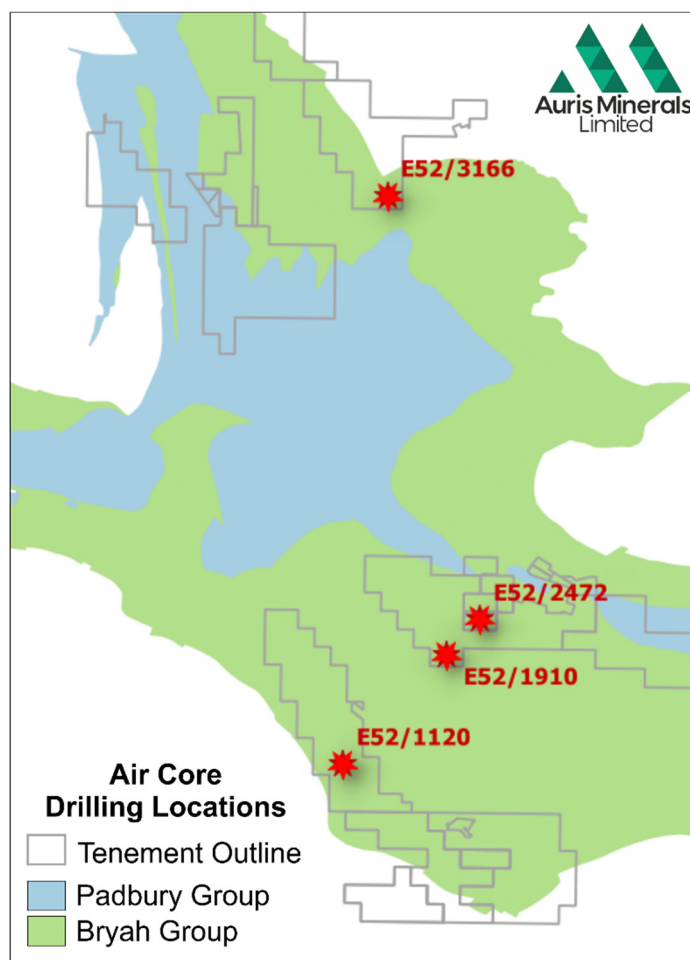 Auris Minerals
Limited
E52/3166
E52/2472
E52/1910
E52/1120
Air Core
Drilling Locations
Tenement Outline
Padbury Group
Bryah Group